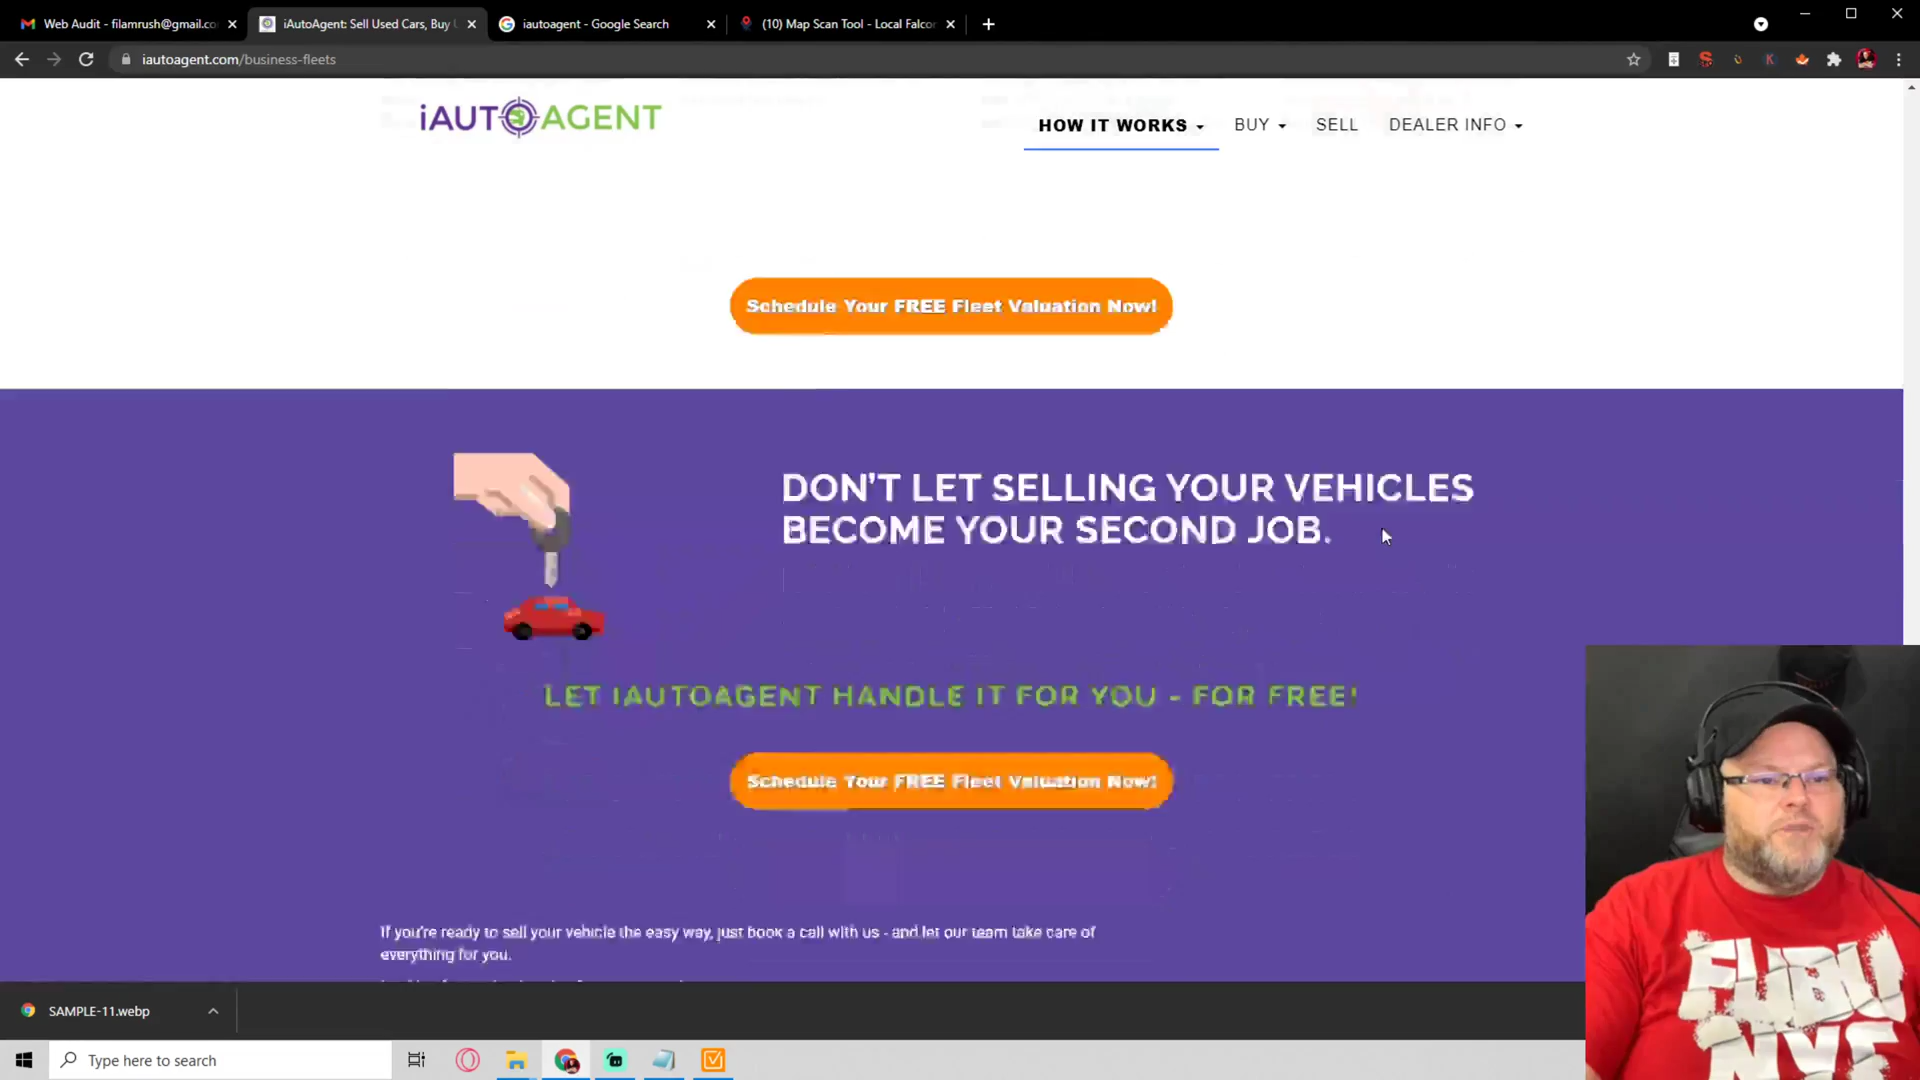 Web Audit - filamrush@gmail.co
iAutoAgent: Sell Used Cars, Buy U
iautoagent - Google Search
(10) Map Scan Tool - Local Falcon
iautoagent.com/business-fleets
iAUTOAGENT
HOW IT WORKS
BUY
SELL
DEALER INFO
Schedule Your FREE Fleet Valuation Now!
DON'T LET SELLING YOUR VEHICLES
BECOME YOUR SECOND JOB.
LET IAUTOAGENT HANDLE IT FOR YOU - FOR FREE!
Schedule Your FREE Fleet Valuation Now!
If you're ready to sell your vehicle the easy way, just book a call with us - and let our team take care of
everything for you.
SAMPLE-11.webp
Type here to search
FUBU
NYE